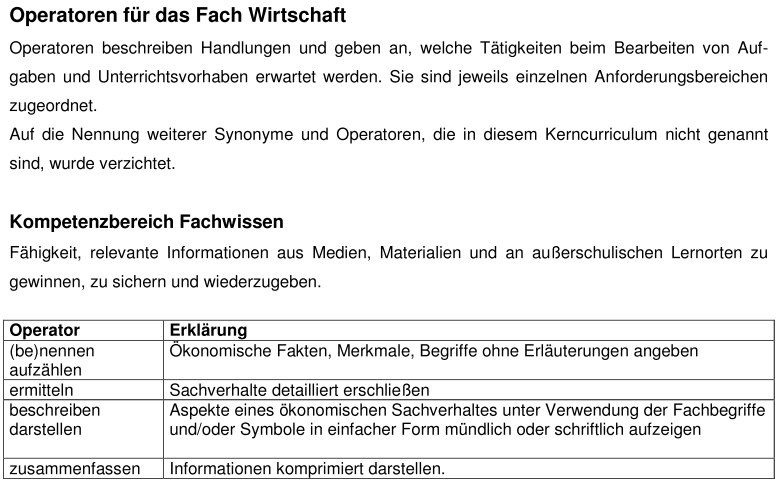 Operatoren für das Fach Wirtschaft
Operatoren beschreiben Handlungen und geben an, welche Tätigkeiten beim Bearbeiten von Auf-
gaben und Unterrichtsvorhaben erwartet werden. Sie sind jeweils einzelnen Anforderungsbereichen
zugeordnet.
Auf die Nennung weiterer Synonyme und Operatoren, die in diesem Kerncurriculum nicht genannt
sind, wurde verzichtet.
Kompetenzbereich Fachwissen
Fähigkeit, relevante Informationen aus Medien, Materialien und an außerschulischen Lernorten zu
gewinnen, zu sichern und wiederzugeben.
Operator Erklärung
(be)nennen Ökonomische Fakten, Merkmale, Begriffe ohne Erläuterungen angeben
aufzählen
ermitteln Sachverhalte detailliert erschließen
beschreiben Aspekte eines ökonomischen Sachverhaltes unter Verwendung der Fachbegriffe
darstellen und/oder Symbole in einfacher Form mündlich oder schriftlich aufzeigen
zusammenfassen Informationen komprimiert darstellen.